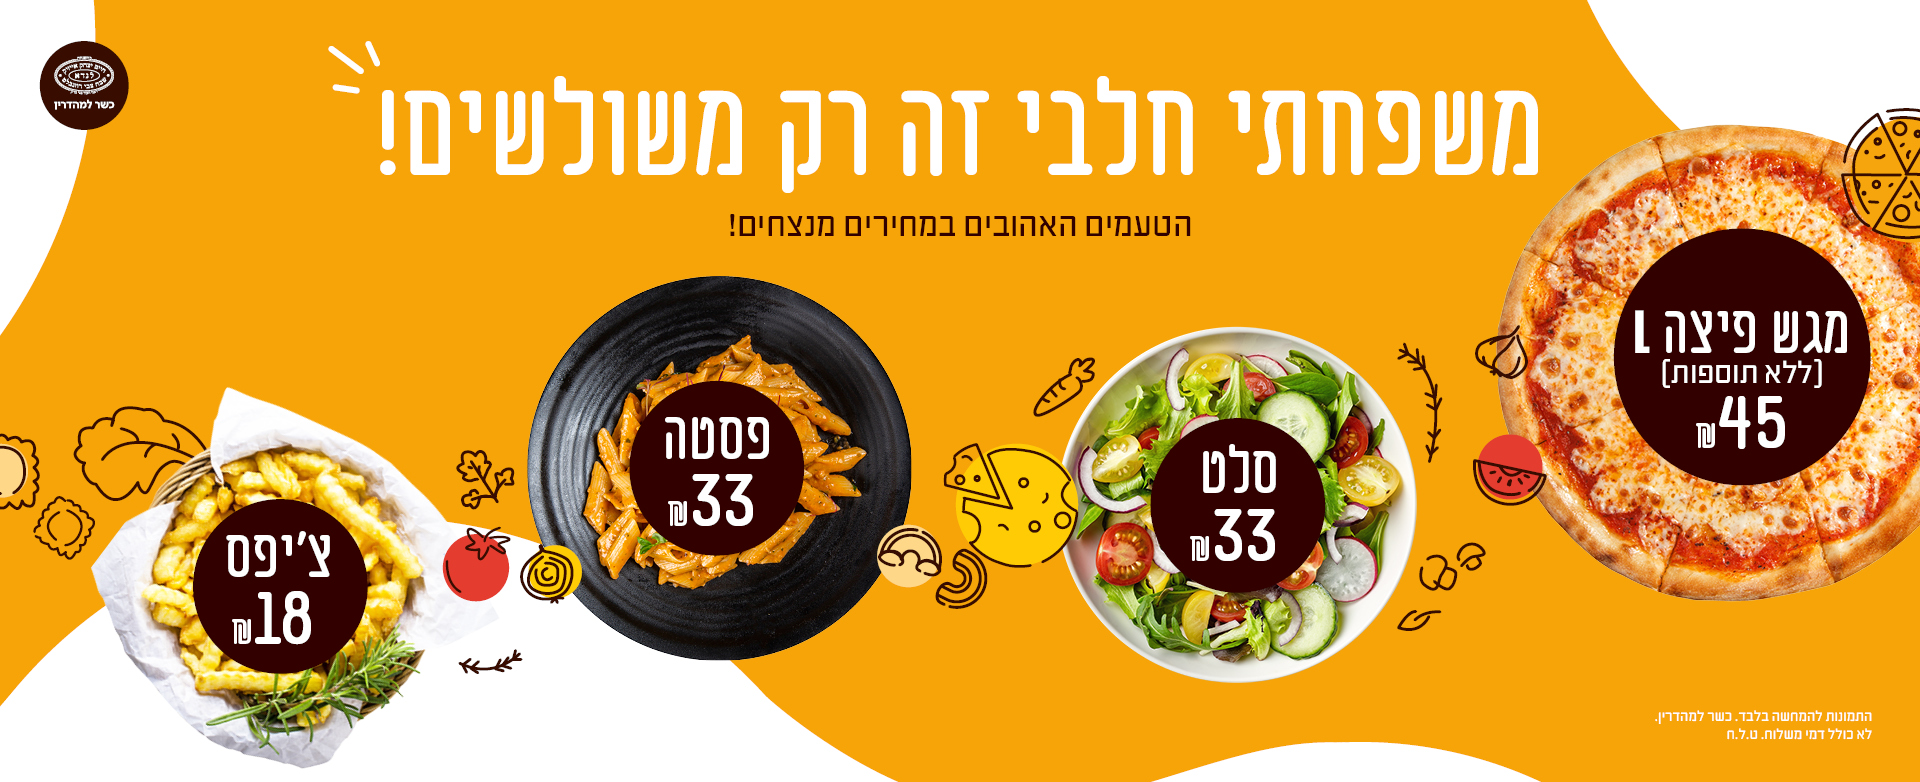 משפחתי חלבי זה רק משולשים!
הטעמים האהובים במחירים מנצחים!
מגש פיצה L
(ללא תוספות)
45₪
סלט
33₪
פסטה
33₪
צ'יפס
18₪
לנדא
כשר למהדרין
התמונות להמחשה בלבד. כשר למהדרין.
לא כולל דמי משלוח. ט.ל.ח